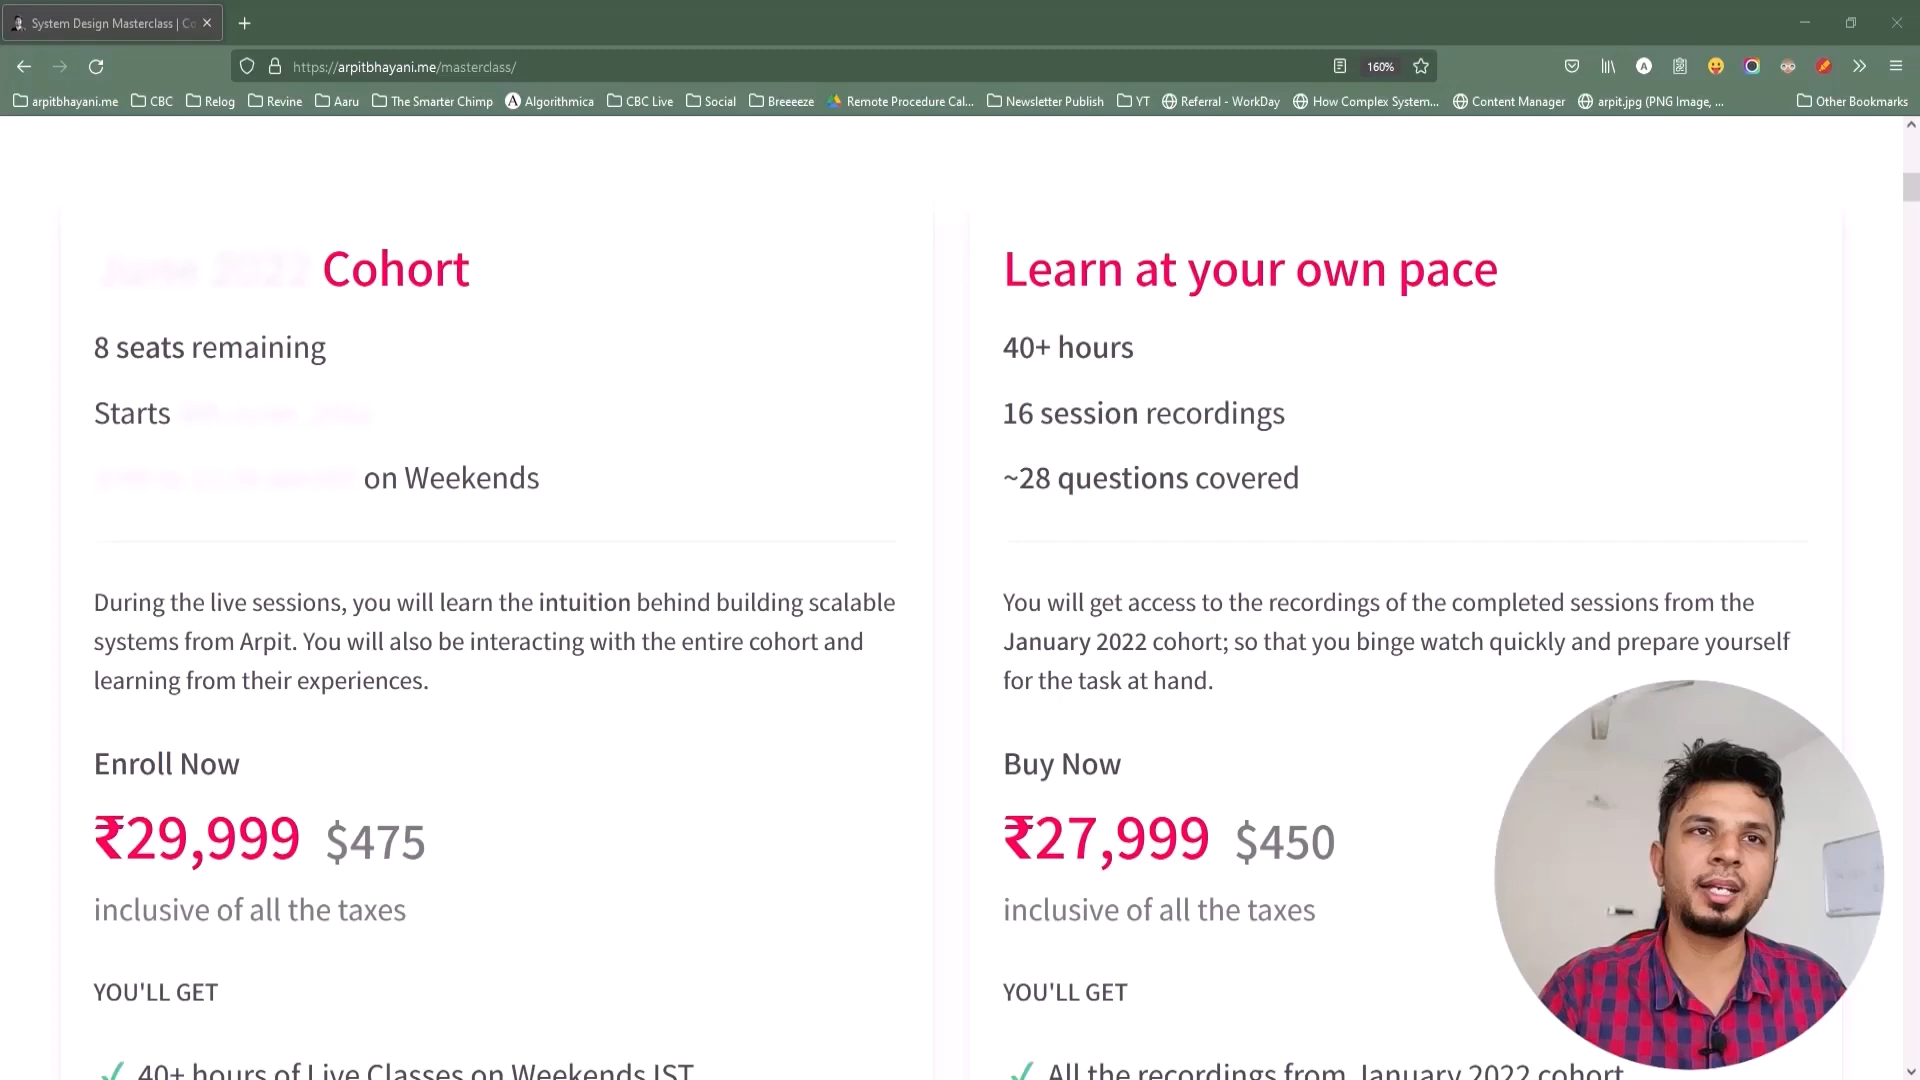 System Design Masterclass | Co
https://arpitbhayani.me/masterclass/
160%
arpitbhayani.me CBC Relog Revine Aaru The Smarter Chimp Algorithmica CBC Live Social Breeeeze Remote Procedure Cal... Newsletter Publish YT Referral - WorkDay How Complex System... Content Manager arpit.jpg (PNG Image, ... Other Bookmarks
Cohort
8 seats remaining
Starts
on Weekends
During the live sessions, you will learn the intuition behind building scalable
systems from Arpit. You will also be interacting with the entire cohort and
learning from their experiences.
Enroll Now
₹29,999 $475
inclusive of all the taxes
YOU'LL GET
✓ 40+ hours of Live Classes on Weekends IST
Learn at your own pace
40+ hours
16 session recordings
~28 questions covered
You will get access to the recordings of the completed sessions from the
January 2022 cohort; so that you binge watch quickly and prepare yourself
for the task at hand.
Buy Now
₹27,999 $450
inclusive of all the taxes
YOU'LL GET
✓ All the recordings from January 2022 cohort